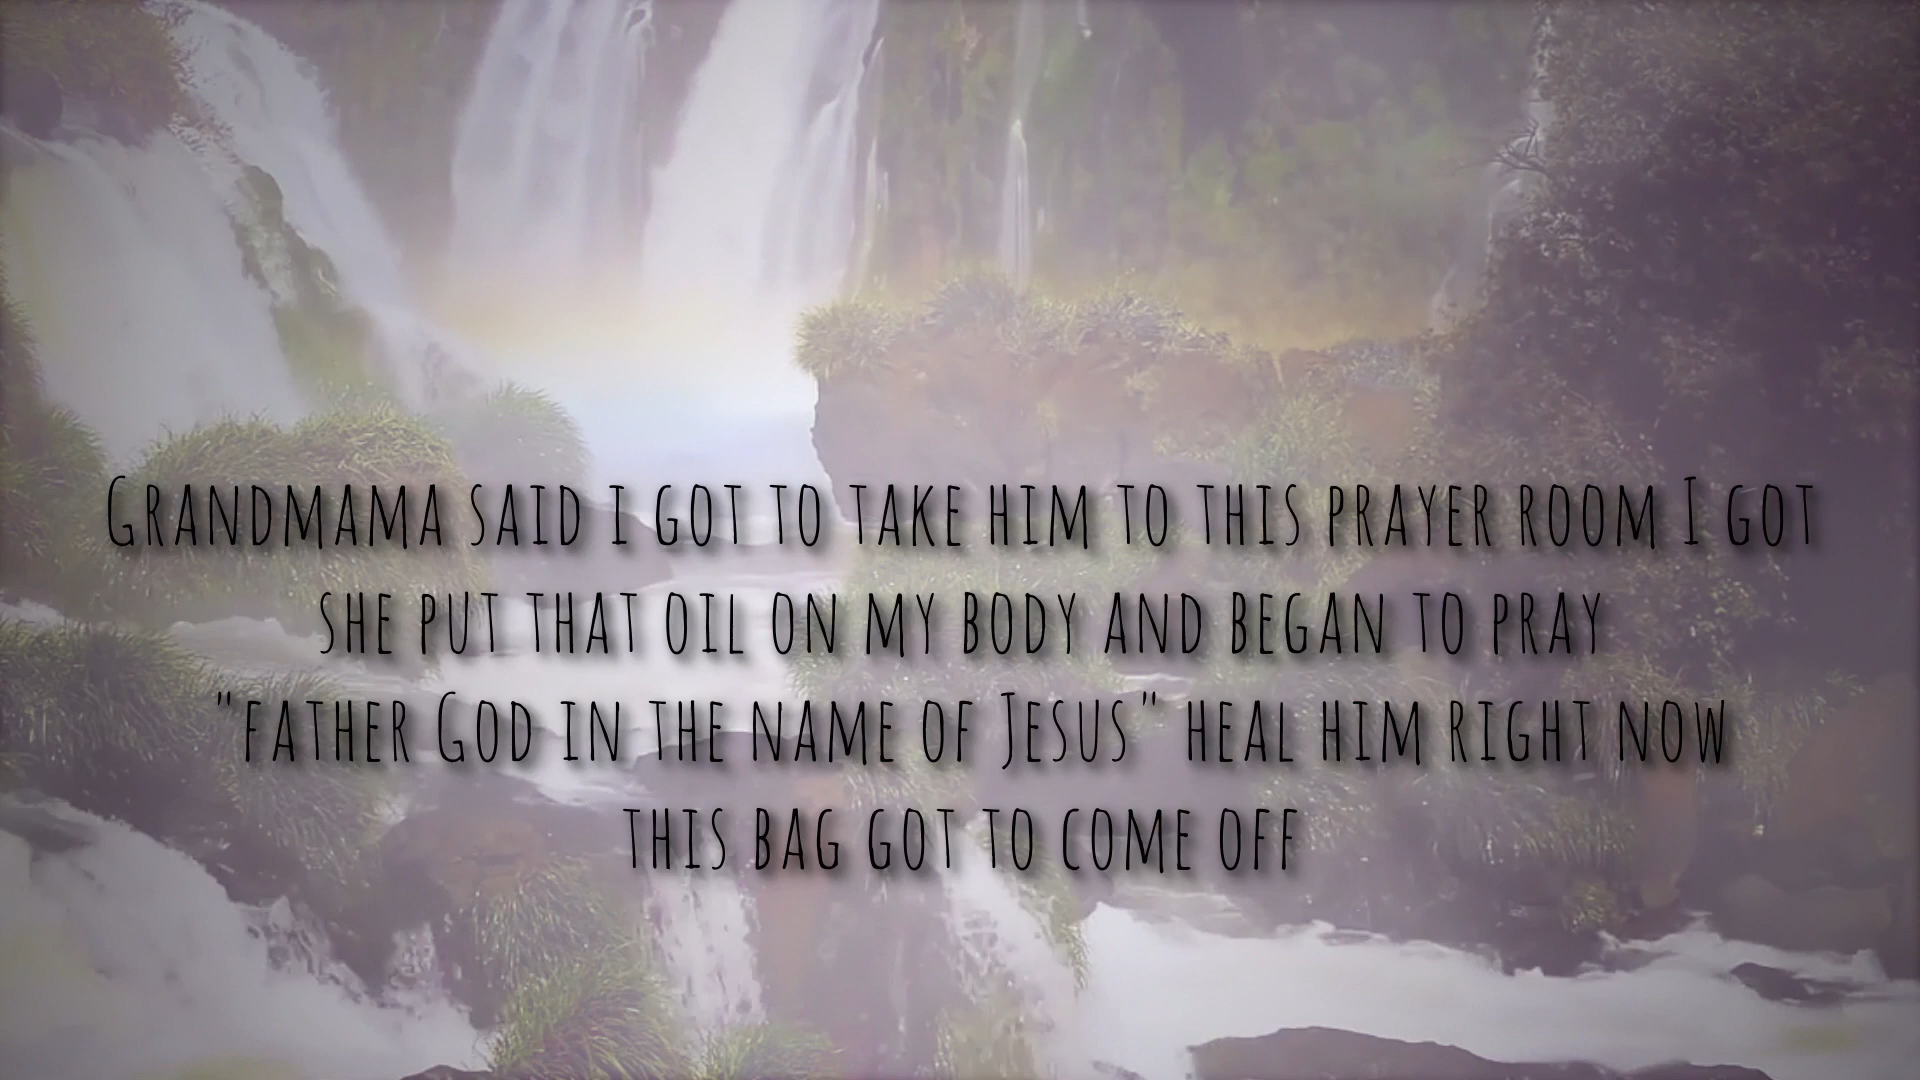 Grandmama said i got to take him to this prayer room I got
she put that oil on my body and began to pray
"father God in the name of Jesus" heal him right now
this bag got to come off